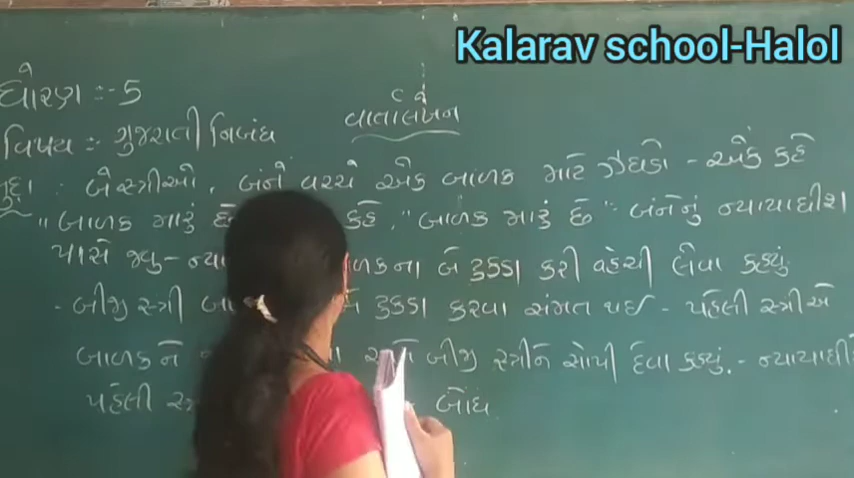 Kalarav school-Halol
ધોરણ :- 5
વાર્તાલેખન
વિષય :- ગુજરાતી નિબંધ
મુદ્દા : બે સ્ત્રીઓ, બંને વચ્ચે એક બાળક માટે ઝઘડો - એક કહે
"બાળક મારું છે કહે, "બાળક મારું છે" - બંનેનું ન્યાયાધીશ
પાસે જવુ - ન્યા ળકના બે ટુકડા કરી વહેંચી લેવા કહ્યું
- બીજી સ્ત્રી બા બે ટુકડા કરવા સંમત થઈ - પહેલી સ્ત્રીએ
બાળકને બીજી સ્ત્રીને સોંપી દેવા કહ્યું. - ન્યાયાધી
પહેલી સ્ત્ર બોધ